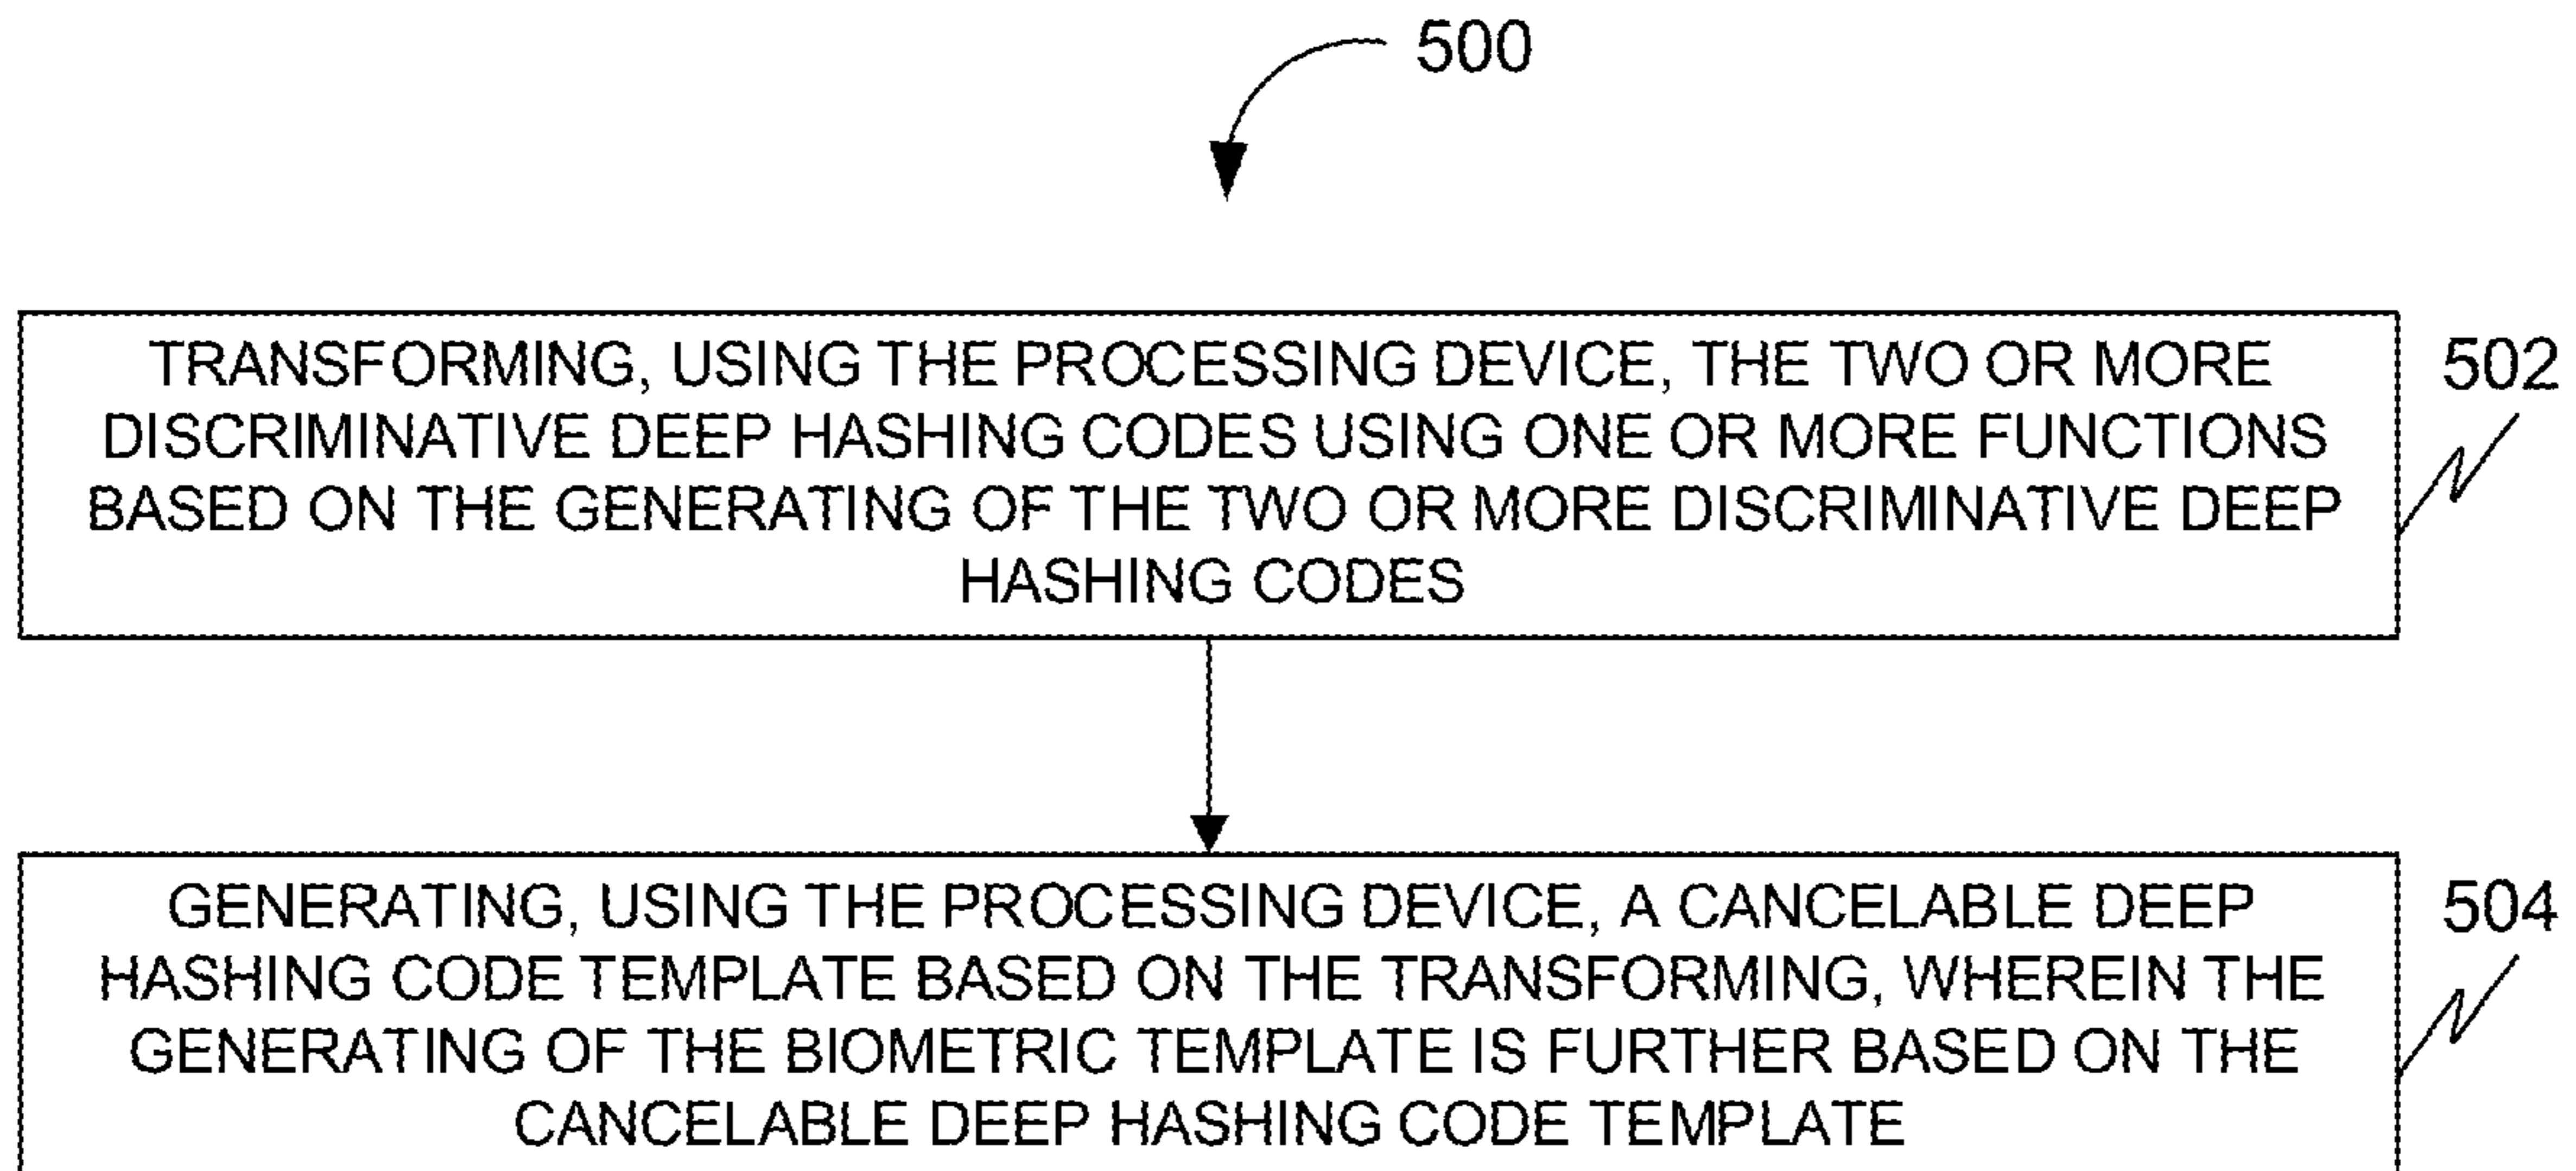 500
TRANSFORMING, USING THE PROCESSING DEVICE, THE TWO OR MORE
DISCRIMINATIVE DEEP HASHING CODES USING ONE OR MORE FUNCTIONS
BASED ON THE GENERATING OF THE TWO OR MORE DISCRIMINATIVE DEEP
HASHING CODES
502
GENERATING, USING THE PROCESSING DEVICE, A CANCELABLE DEEP
HASHING CODE TEMPLATE BASED ON THE TRANSFORMING, WHEREIN THE
GENERATING OF THE BIOMETRIC TEMPLATE IS FURTHER BASED ON THE
CANCELABLE DEEP HASHING CODE TEMPLATE
504